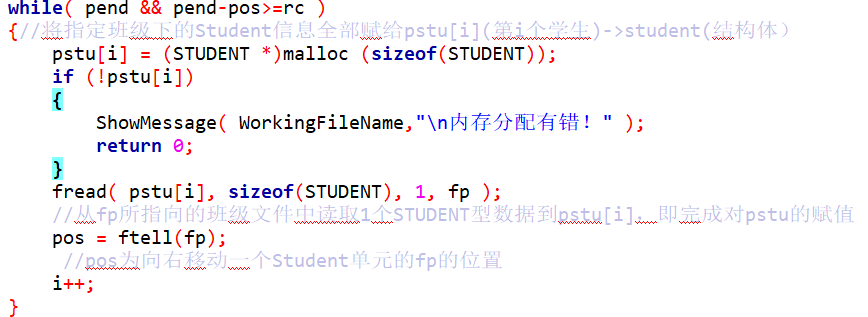 while( pend && pend-pos>=rc )
{//将指定班级下的Student信息全部赋给pstu[i](第i个学生)->student(结构体）
    pstu[i] = (STUDENT *)malloc (sizeof(STUDENT));
    if (!pstu[i])
    {
        ShowMessage( WorkingFileName,"\n内存分配有错！" );
        return 0;
    }
    fread( pstu[i], sizeof(STUDENT), 1, fp );
    //从fp所指向的班级文件中读取1个STUDENT型数据到pstu[i]，即完成对pstu的赋值
    pos = ftell(fp);
     //pos为向右移动一个Student单元的fp的位置
    i++;
}